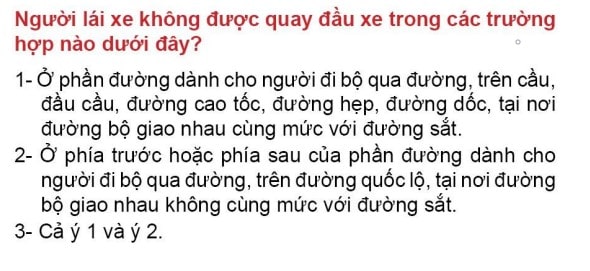 Người lái xe không được quay đầu xe trong các trường
hợp nào dưới đây?
1- Ở phần đường dành cho người đi bộ qua đường, trên cầu,
đầu cầu, đường cao tốc, đường hẹp, đường dốc, tại nơi
đường bộ giao nhau cùng mức với đường sắt.
2- Ở phía trước hoặc phía sau của phần đường dành cho
người đi bộ qua đường, trên đường quốc lộ, tại nơi đường
bộ giao nhau không cùng mức với đường sắt.
3- Cả ý 1 và ý 2.